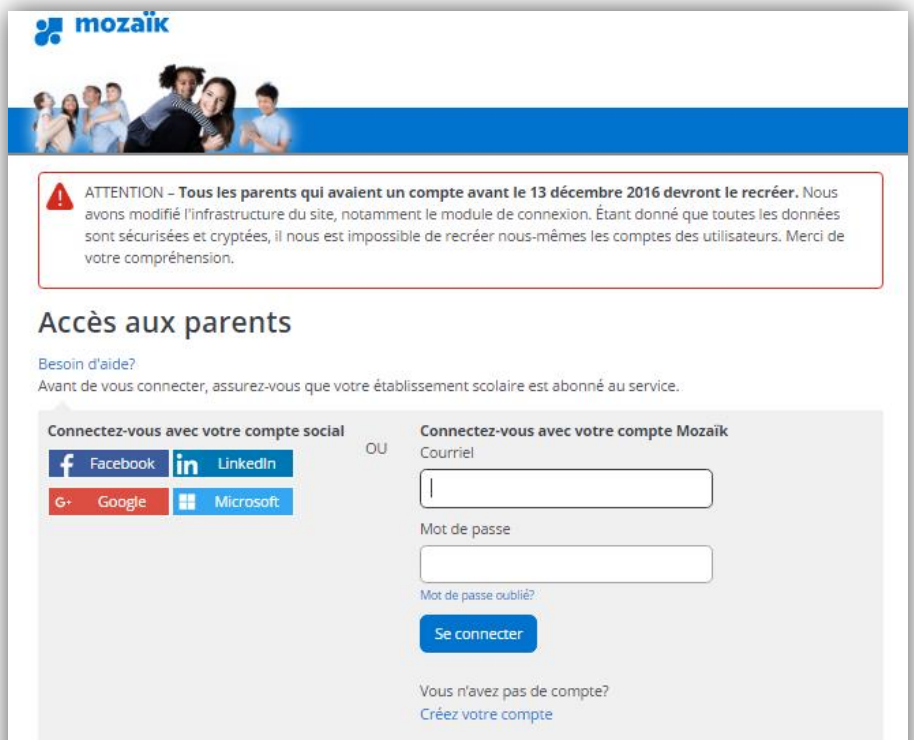 mozaïk
ATTENTION – Tous les parents qui avaient un compte avant le 13 décembre 2016 devront le recréer. Nous
avons modifié l'infrastructure du site, notamment le module de connexion. Étant donné que toutes les données
sont sécurisées et cryptées, il nous est impossible de recréer nous-mêmes les comptes des utilisateurs. Merci de
votre compréhension.
Accès aux parents
Besoin d'aide?
Avant de vous connecter, assurez-vous que votre établissement scolaire est abonné au service.
Connectez-vous avec votre compte social
Facebook
in LinkedIn
G+ Google
Microsoft
OU
Connectez-vous avec votre compte Mozaïk
Courriel
Mot de passe
Mot de passe oublié?
Se connecter
Vous n'avez pas de compte?
Créez votre compte